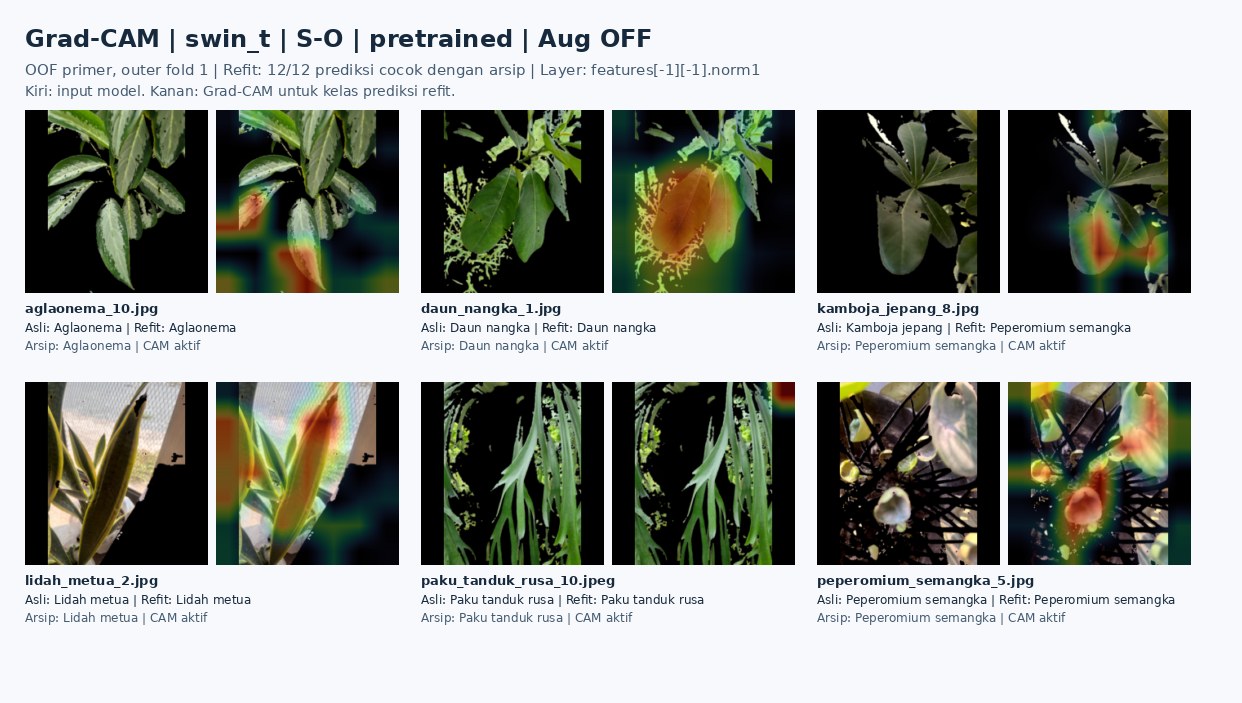 Grad-CAM | swin_t | S-O | pretrained | Aug OFF
OOF primer, outer fold 1 | Refit: 12/12 prediksi cocok dengan arsip | Layer: features[-1][-1].norm1
Kiri: input model. Kanan: Grad-CAM untuk kelas prediksi refit.
aglaonema_10.jpg
Asli: Aglaonema | Refit: Aglaonema
Arsip: Aglaonema | CAM aktif
daun_nangka_1.jpg
Asli: Daun nangka | Refit: Daun nangka
Arsip: Daun nangka | CAM aktif
kamboja_jepang_8.jpg
Asli: Kamboja jepang | Refit: Peperomium semangka
Arsip: Peperomium semangka | CAM aktif
lidah_metua_2.jpg
Asli: Lidah metua | Refit: Lidah metua
Arsip: Lidah metua | CAM aktif
paku_tanduk_rusa_10.jpeg
Asli: Paku tanduk rusa | Refit: Paku tanduk rusa
Arsip: Paku tanduk rusa | CAM aktif
peperomium_semangka_5.jpg
Asli: Peperomium semangka | Refit: Peperomium semangka
Arsip: Peperomium semangka | CAM aktif